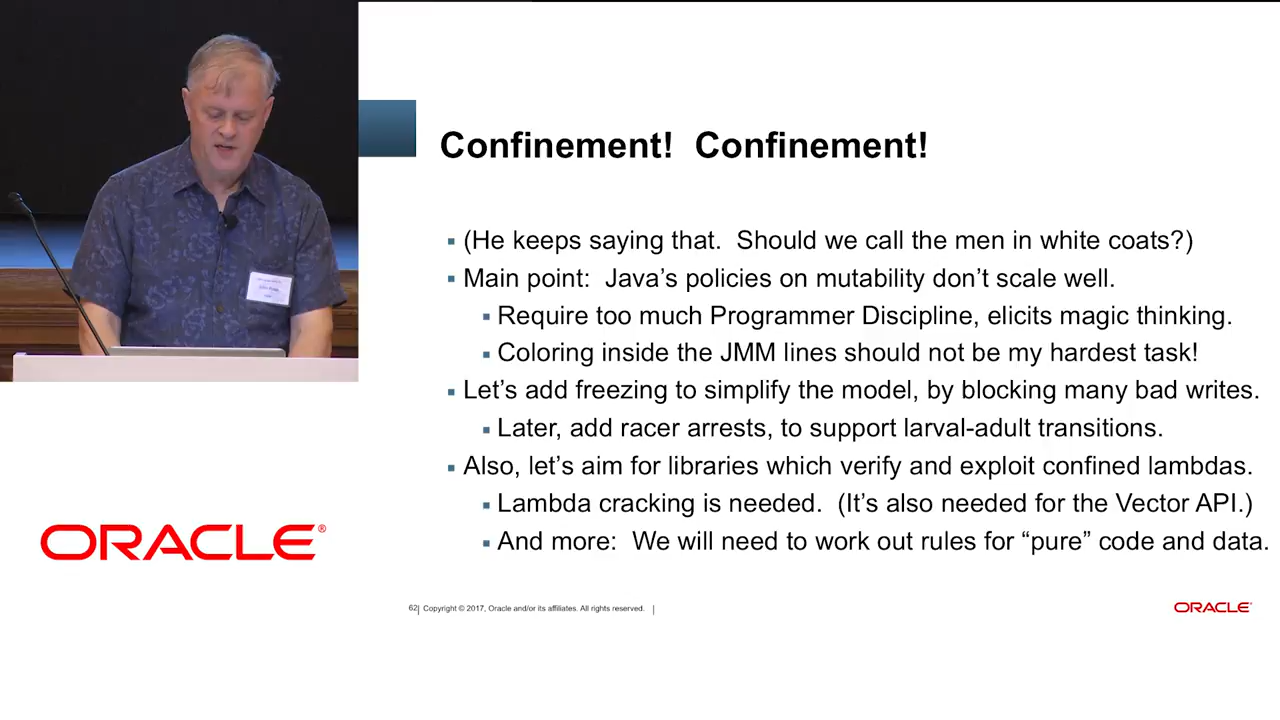 Confinement!  Confinement!
(He keeps saying that.  Should we call the men in white coats?)
Main point:  Java’s policies on mutability don’t scale well.
Require too much Programmer Discipline, elicits magic thinking.
Coloring inside the JMM lines should not be my hardest task!
Let’s add freezing to simplify the model, by blocking many bad writes.
Later, add racer arrests, to support larval-adult transitions.
Also, let’s aim for libraries which verify and exploit confined lambdas.
Lambda cracking is needed.  (It’s also needed for the Vector API.)
And more:  We will need to work out rules for “pure” code and data.
ORACLE®
62| Copyright © 2017, Oracle and/or its affiliates. All rights reserved. |
ORACLE®